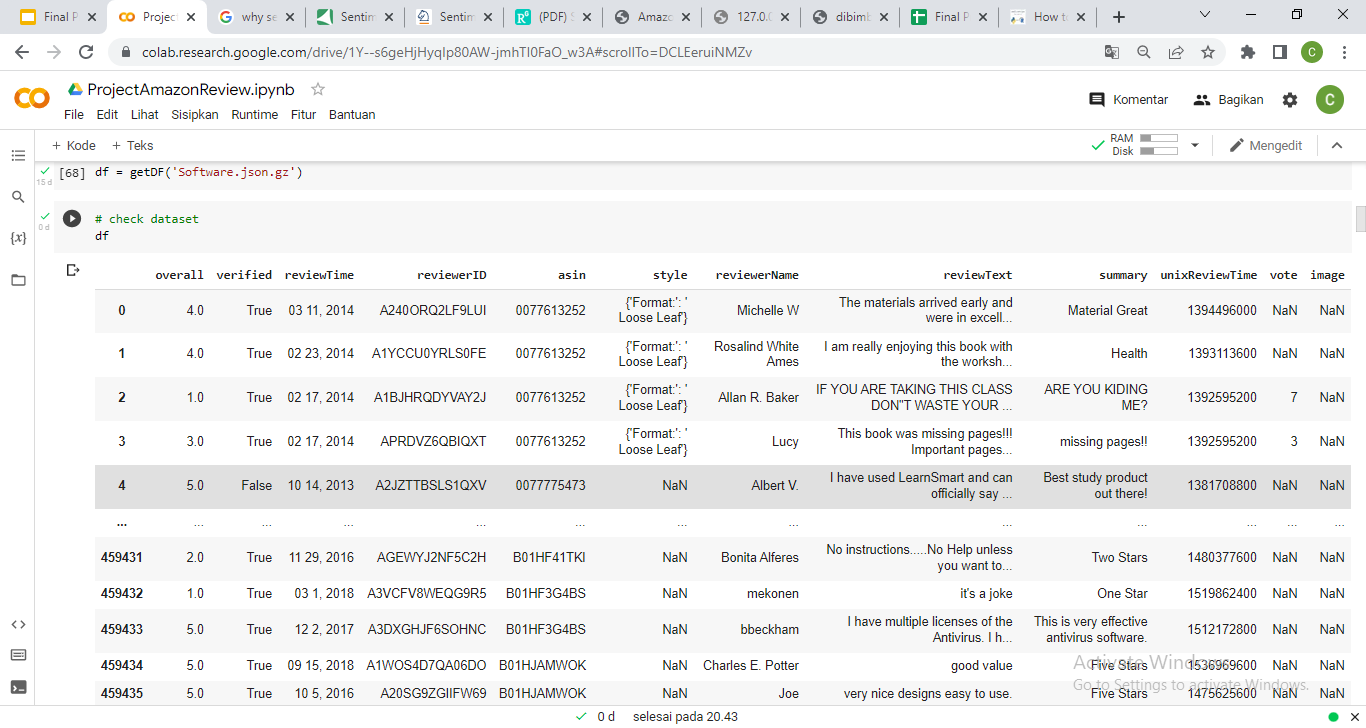 Final P
Projec
why se
Sentim
Sentim
(PDF) S
Amazo
127.0.0
dibimb
Final P
How to
colab.research.google.com/drive/1Y--s6geHjHyqIp80AW-jmhTI0FaO_w3A#scrollTo=DCLEeruiNMZv
C
ProjectAmazonReview.ipynb
File Edit Lihat Sisipkan Runtime Fitur Bantuan
Komentar Bagikan C
+ Kode + Teks
RAM
Disk
Mengedit
[68] df = getDF('Software.json.gz')
15 d
# check dataset
0 d
df
{x}
overall verified reviewTime reviewerID asin style reviewerName reviewText summary unixReviewTime vote image
0 4.0 True 03 11, 2014 A240ORQ2LF9LUI 0077613252 {'Format:': ' Loose Leaf'} Michelle W The materials arrived early and were in excell... Material Great 1394496000 NaN NaN
1 4.0 True 02 23, 2014 A1YCCU0YRLS0FE 0077613252 {'Format:': ' Loose Leaf'} Rosalind White Ames I am really enjoying this book with the worksh... Health 1393113600 NaN NaN
2 1.0 True 02 17, 2014 A1BJHRQDYVAY2J 0077613252 {'Format:': ' Loose Leaf'} Allan R. Baker IF YOU ARE TAKING THIS CLASS DON"T WASTE YOUR ... ARE YOU KIDING ME? 1392595200 7 NaN
3 3.0 True 02 17, 2014 APRDVZ6QBIQXT 0077613252 {'Format:': ' Loose Leaf'} Lucy This book was missing pages!!! Important pages... missing pages!! 1392595200 3 NaN
4 5.0 False 10 14, 2013 A2JZTTBSLS1QXV 0077775473 NaN Albert V. I have used LearnSmart and can officially say ... Best study product out there! 1381708800 NaN NaN
... ... ... ... ... ... ... ... ... ... ... ... ...
459431 2.0 True 11 29, 2016 AGEWYJ2NF5C2H B01HF41TKI NaN Bonita Alferes No instructions.....No Help unless you want to... Two Stars 1480377600 NaN NaN
459432 1.0 True 03 1, 2018 A3VCFV8WEQG9R5 B01HF3G4BS NaN mekonen it's a joke One Star 1519862400 NaN NaN
459433 5.0 True 12 2, 2017 A3DXGHJF6SOHNC B01HF3G4BS NaN bbeckham I have multiple licenses of the Antivirus. I h... This is very effective antivirus software. 1512172800 NaN NaN
459434 5.0 True 09 15, 2018 A1WOS4D7QA06DO B01HJAMWOK NaN Charles E. Potter good value Five Stars 1536969600 NaN NaN
459435 5.0 True 10 5, 2016 A20SG9ZGIIFW69 B01HJAMWOK NaN Joe very nice designs easy to use. Five Stars 1475625600 NaN NaN
Activate Windows
Go to Settings to activate Windows.
0 d selesai pada 20.43